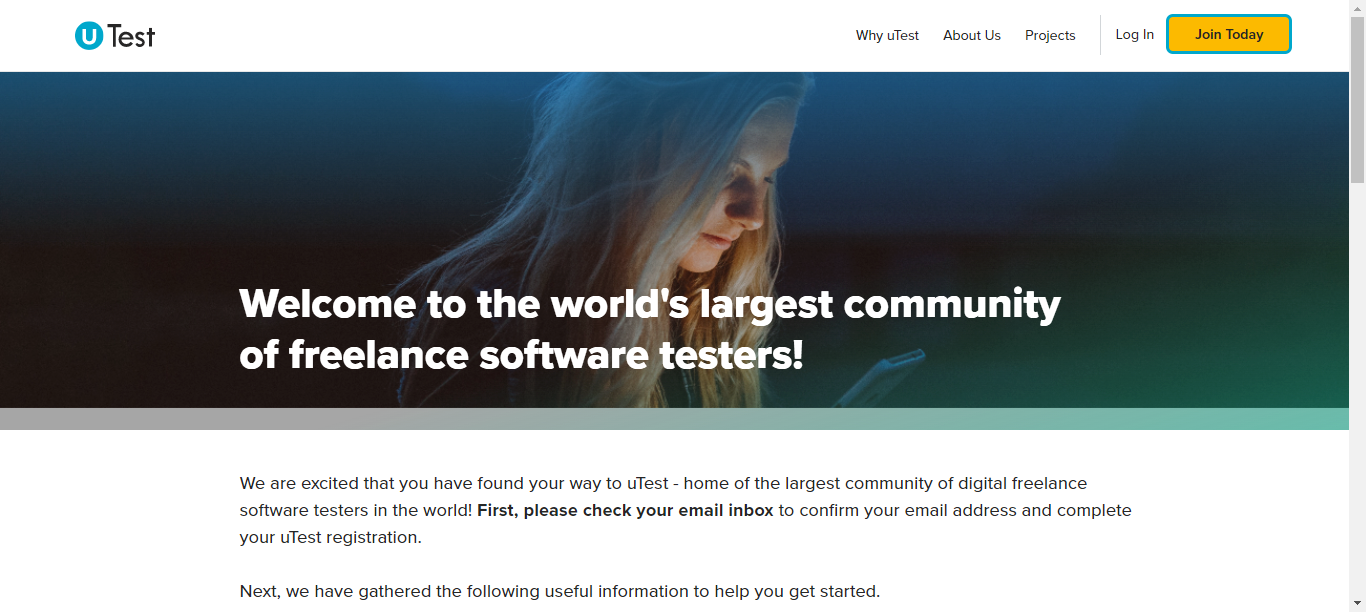 uTest
Why uTest
About Us
Projects
Log In
Join Today
Welcome to the world's largest community
of freelance software testers!
We are excited that you have found your way to uTest - home of the largest community of digital freelance
software testers in the world! First, please check your email inbox to confirm your email address and complete
your uTest registration.
Next, we have gathered the following useful information to help you get started.